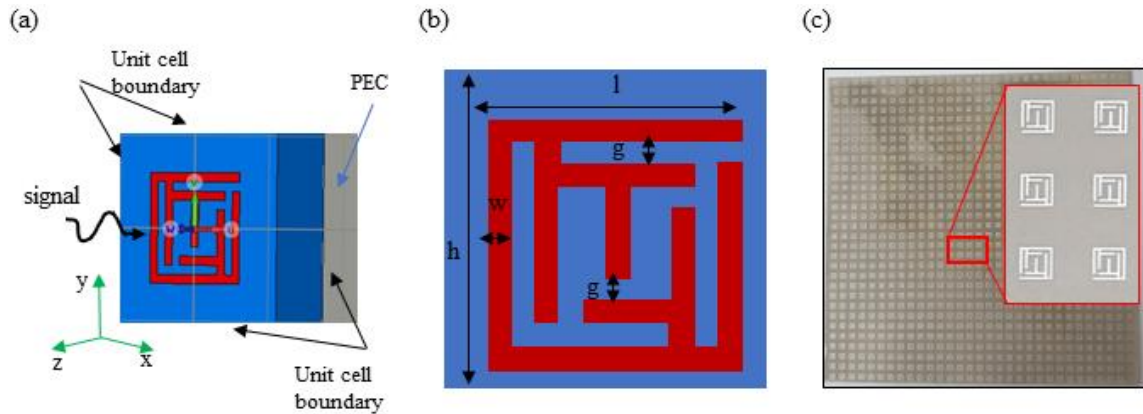 (a)
(b)
(c)
Unit cell
boundary
PEC
signal
y
z
x
Unit cell
boundary
l
g
w
h
g